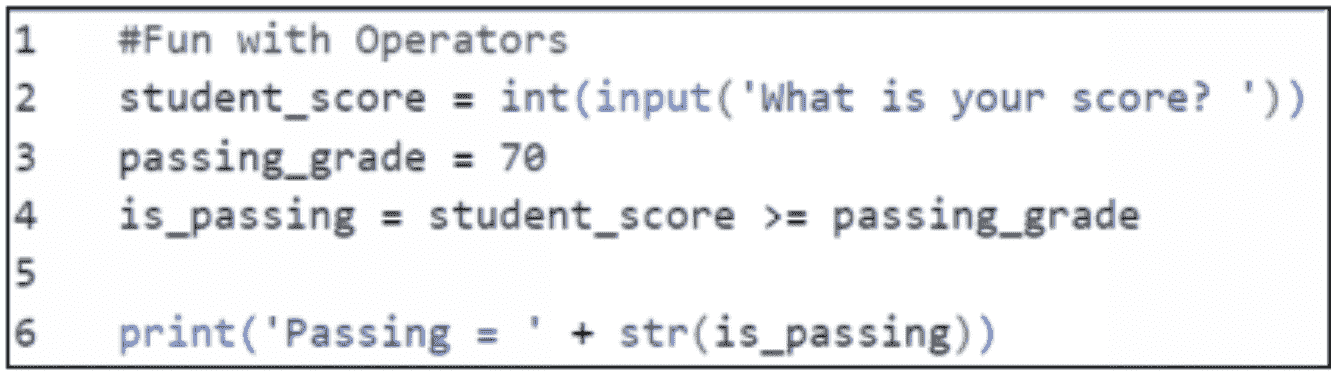 1 #Fun with Operators
2 student_score = int(input('What is your score? '))
3 passing_grade = 70
4 is_passing = student_score >= passing_grade
5
6 print('Passing = ' + str(is_passing))